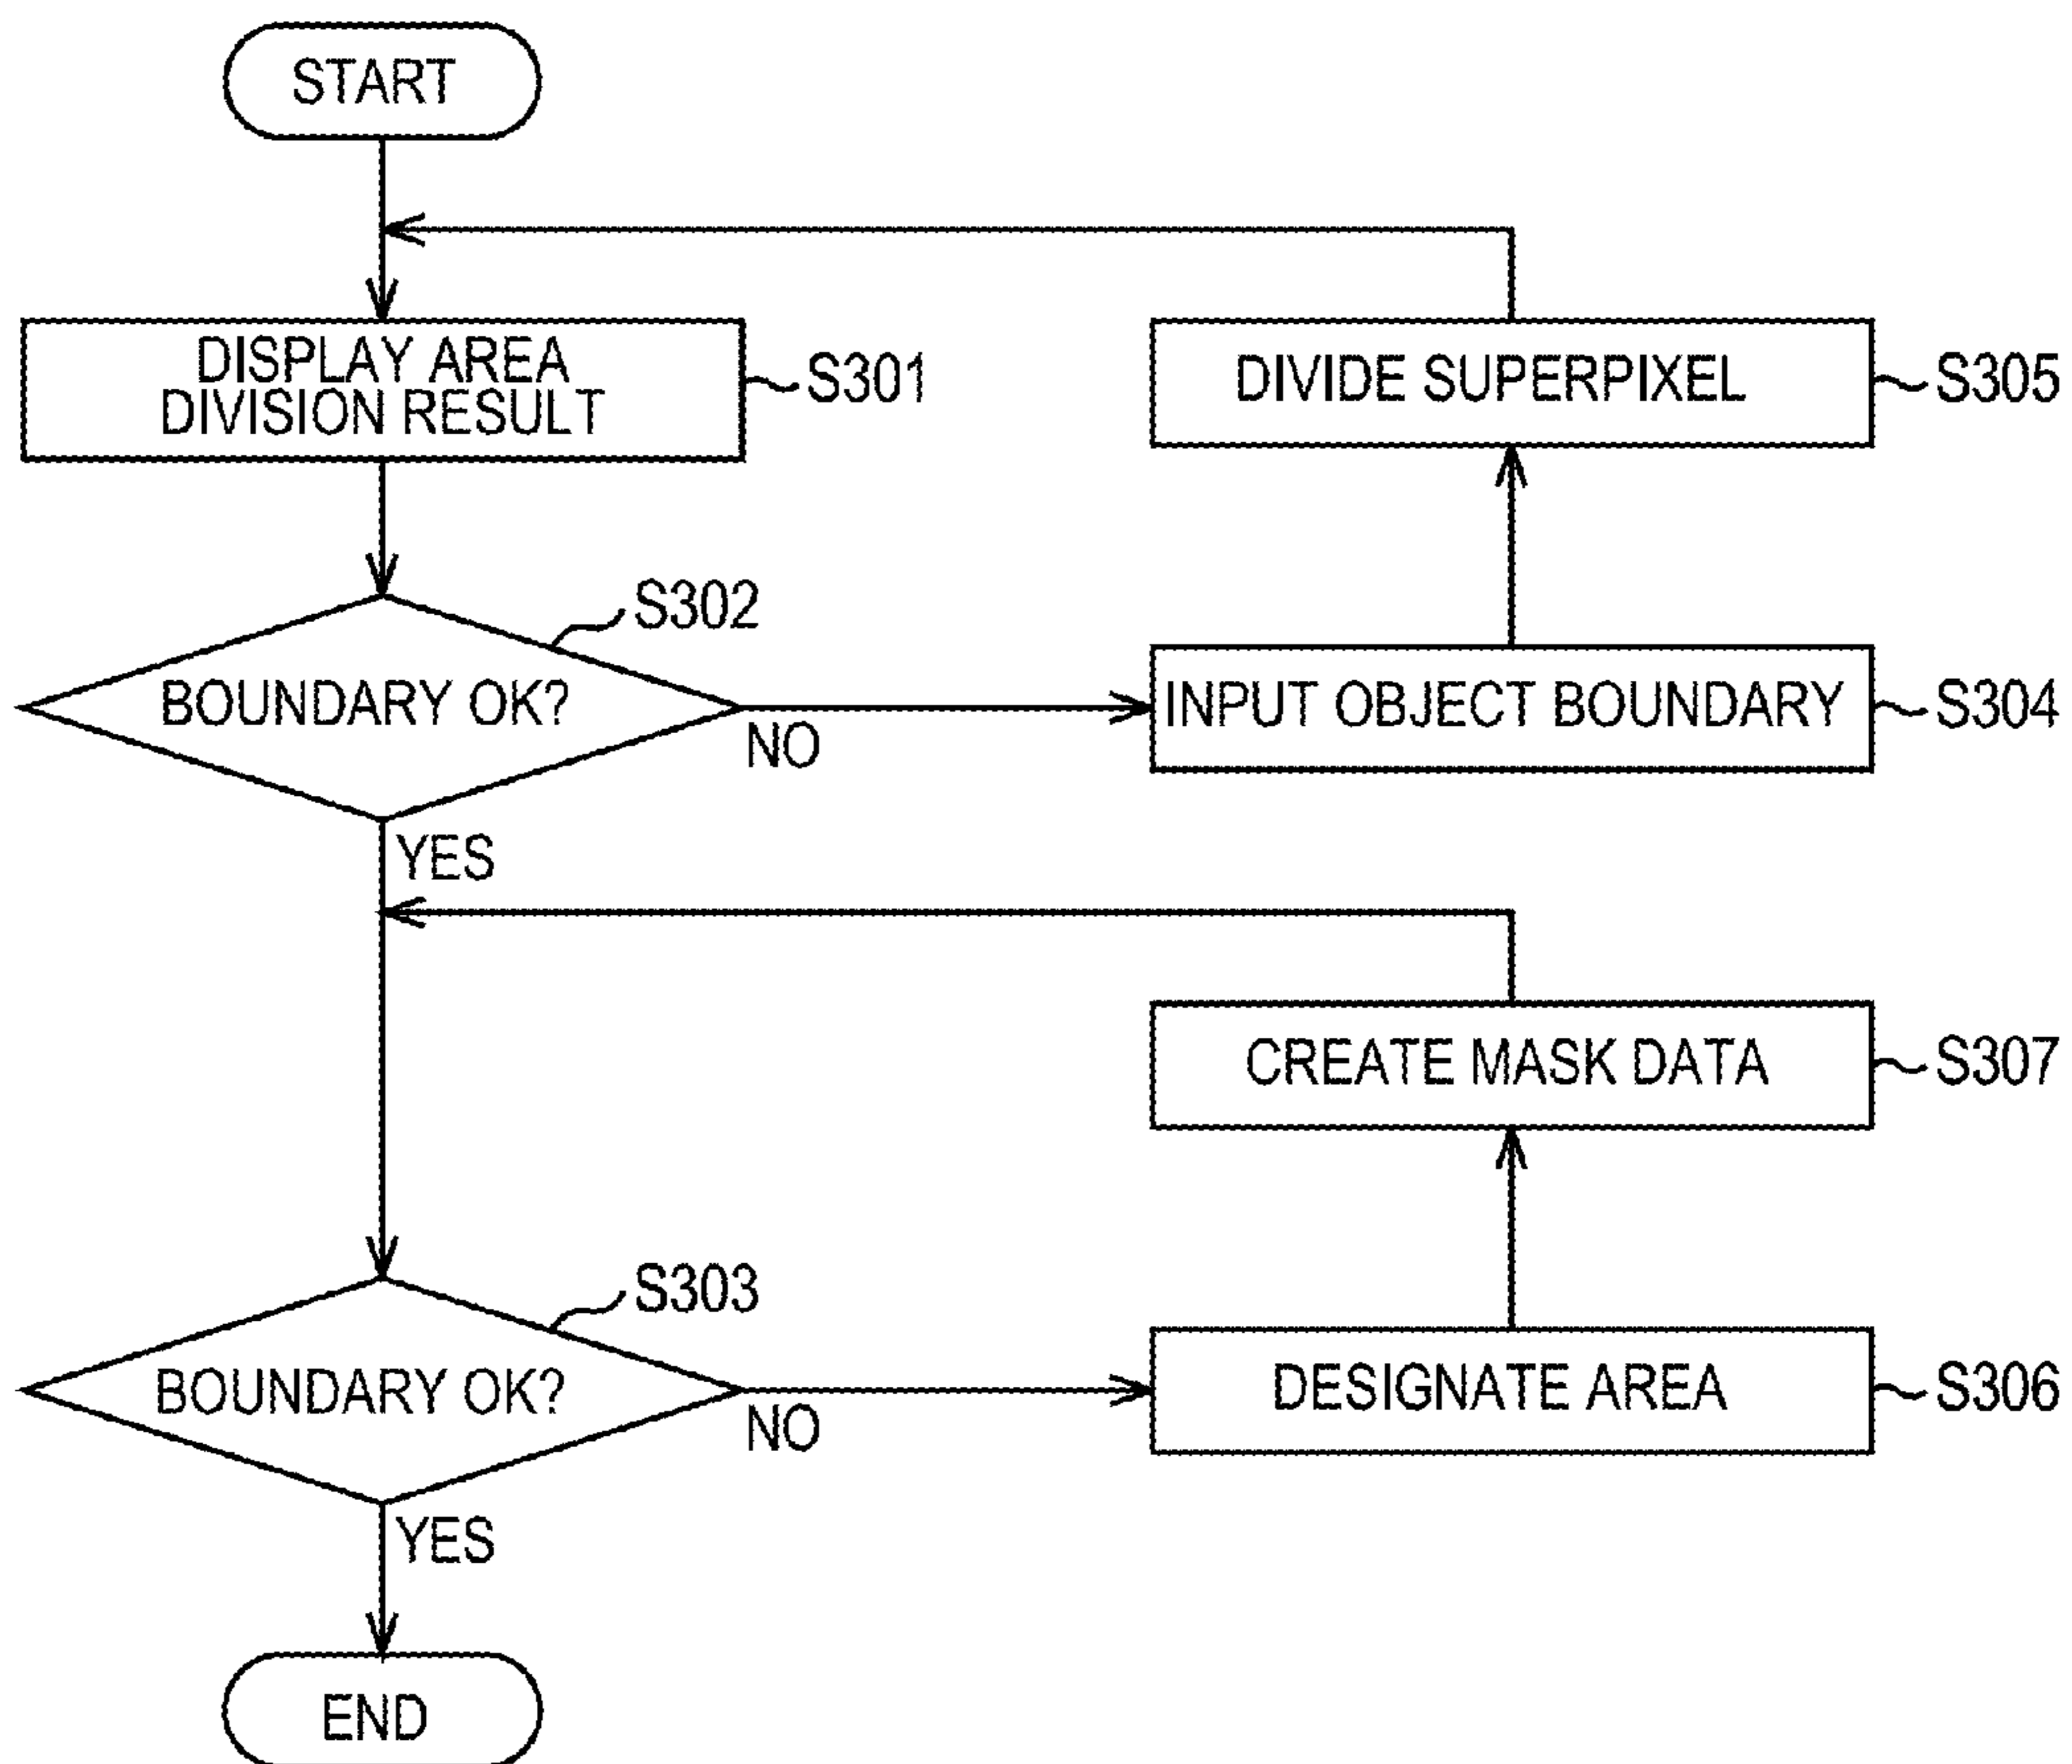 START
DISPLAY AREA
DIVISION RESULT
S301
DIVIDE SUPERPIXEL
S305
S302
BOUNDARY OK?
NO
INPUT OBJECT BOUNDARY
S304
YES
CREATE MASK DATA
S307
S303
BOUNDARY OK?
NO
DESIGNATE AREA
S306
YES
END